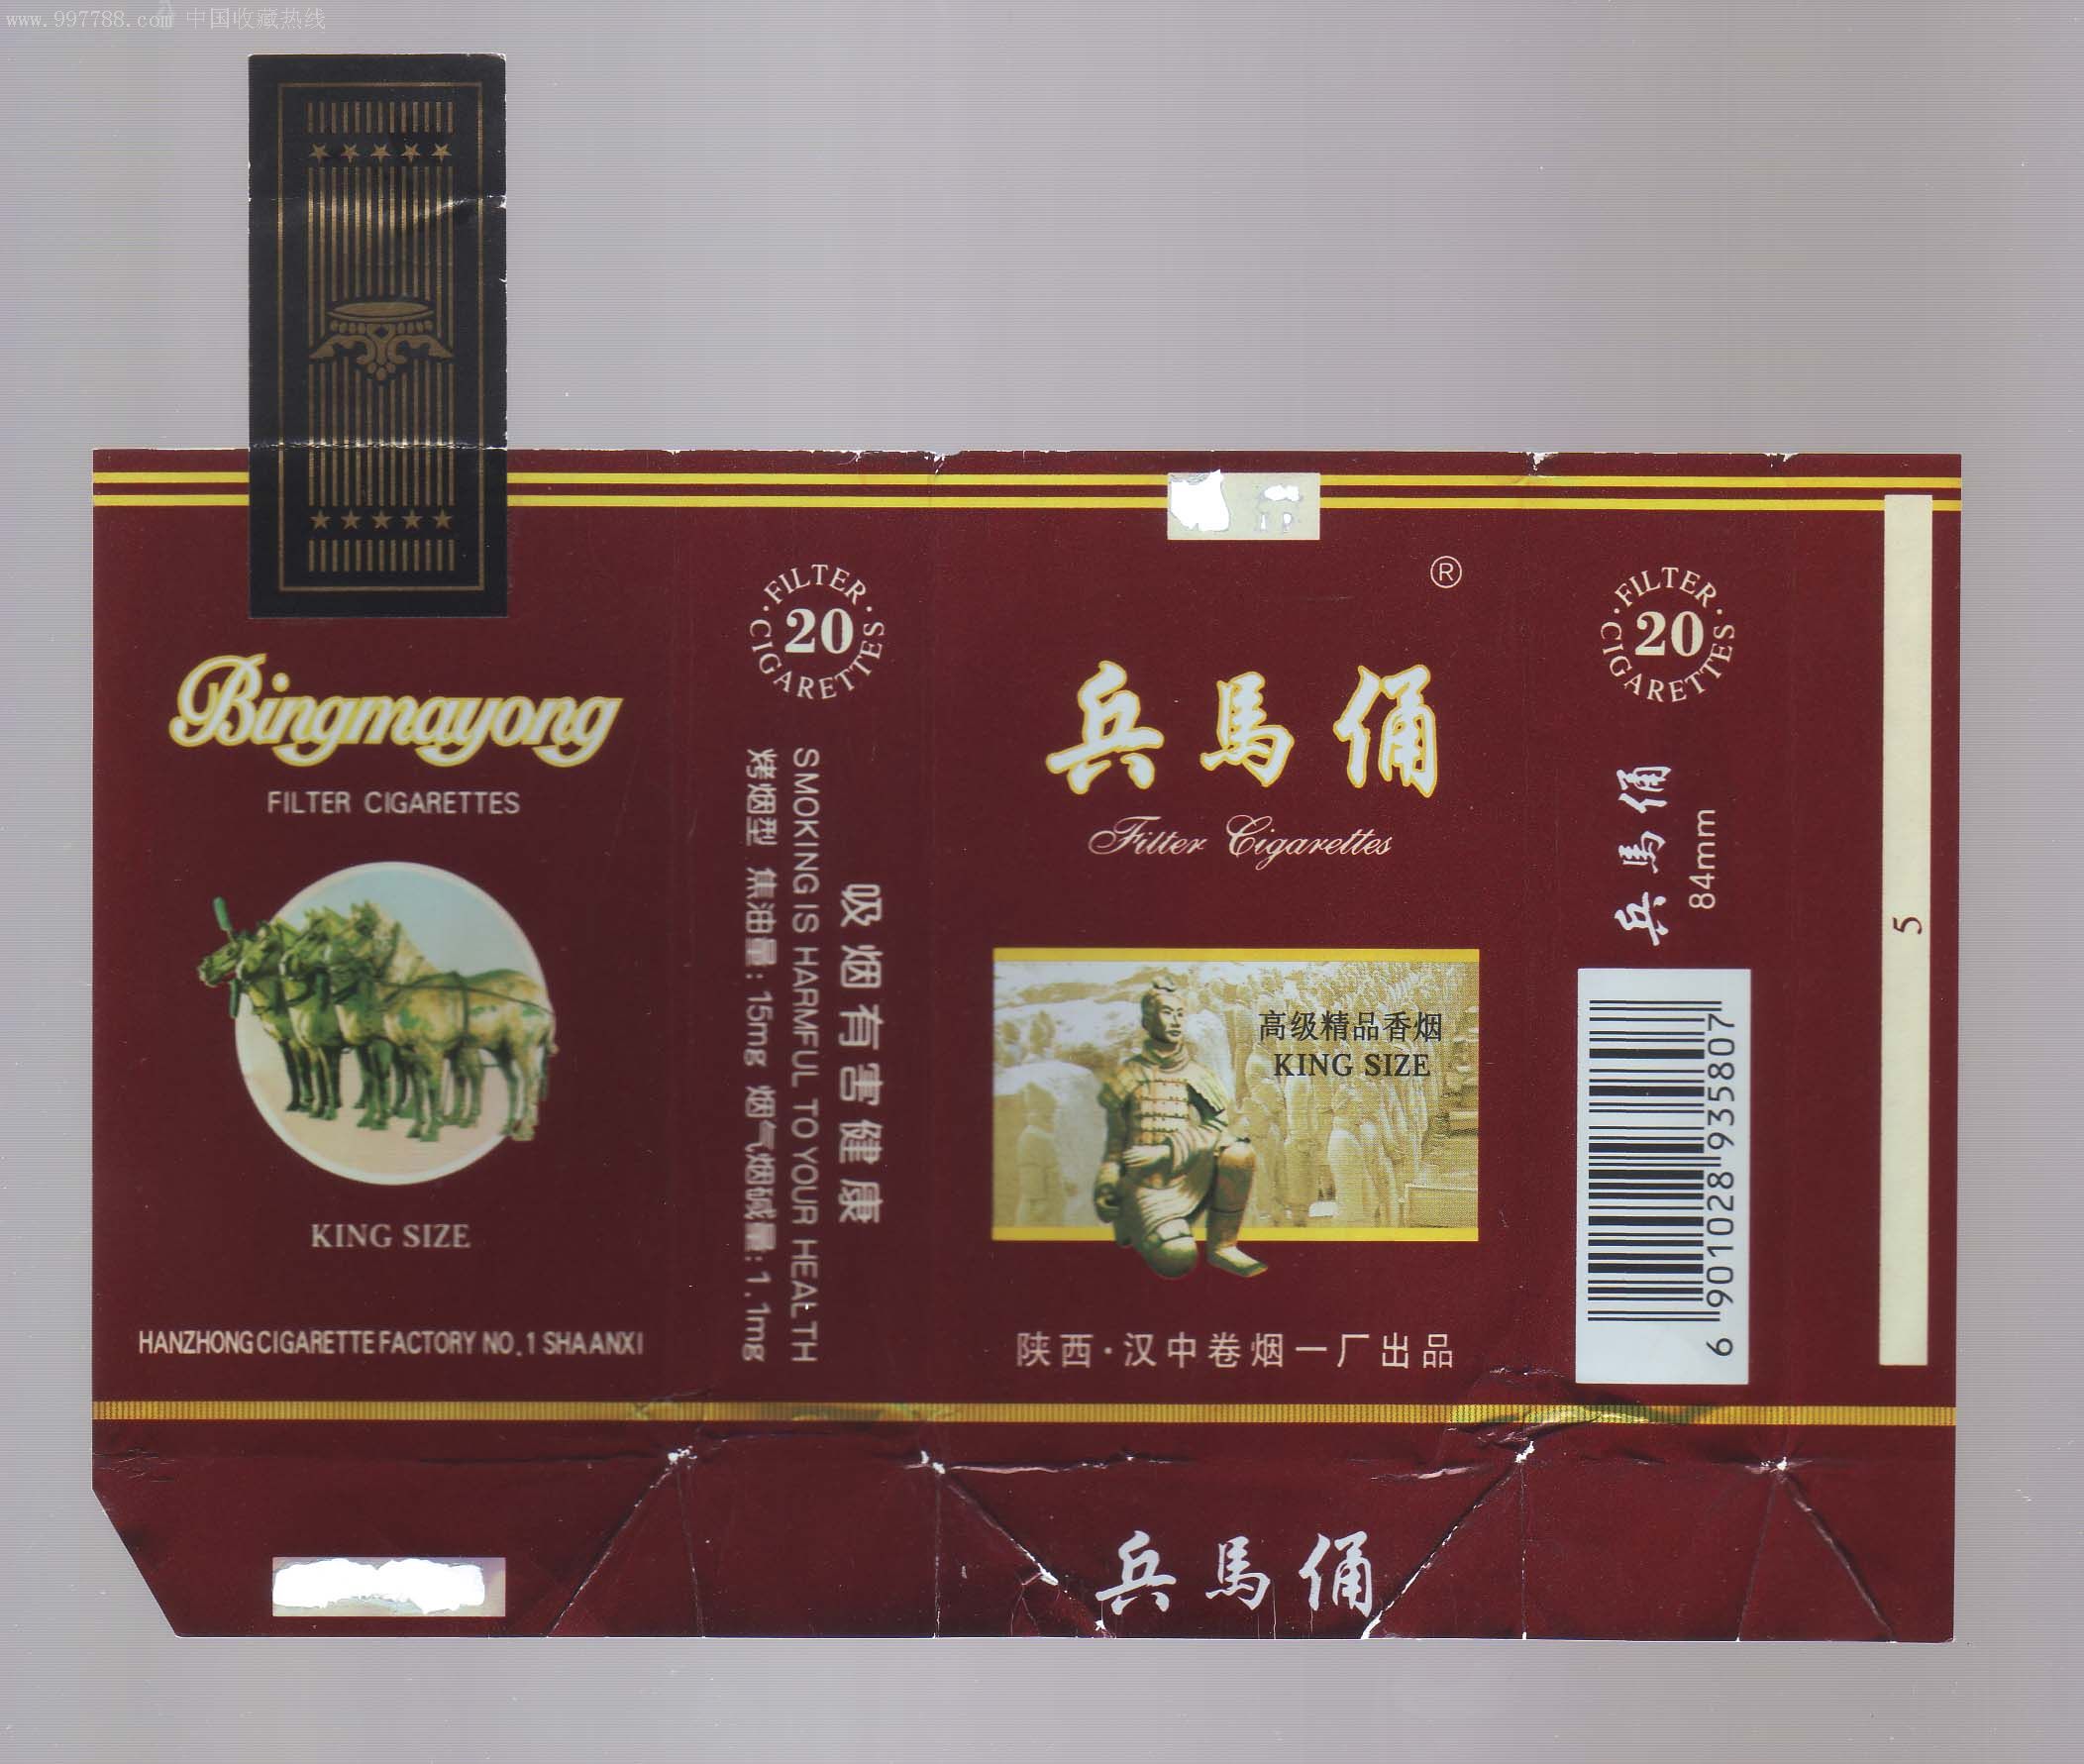 www.997788.com 中国收藏热线
Bingmayong
FILTER CIGARETTES
KING SIZE
HANZHONG CIGARETTE FACTORY NO.1 SHAANXI
FILTER
20
CIGARETTES
吸烟有害健康
SMOKING IS HARMFUL TO YOUR HEALTH
烤烟型 焦油量:15mg 烟气烟碱量:1.1mg
®
兵馬俑
Filter Cigarettes
高级精品香烟
KING SIZE
陕西·汉中卷烟一厂出品
兵馬俑
FILTER
20
CIGARETTES
兵馬俑
84mm
6 901028 935807
5